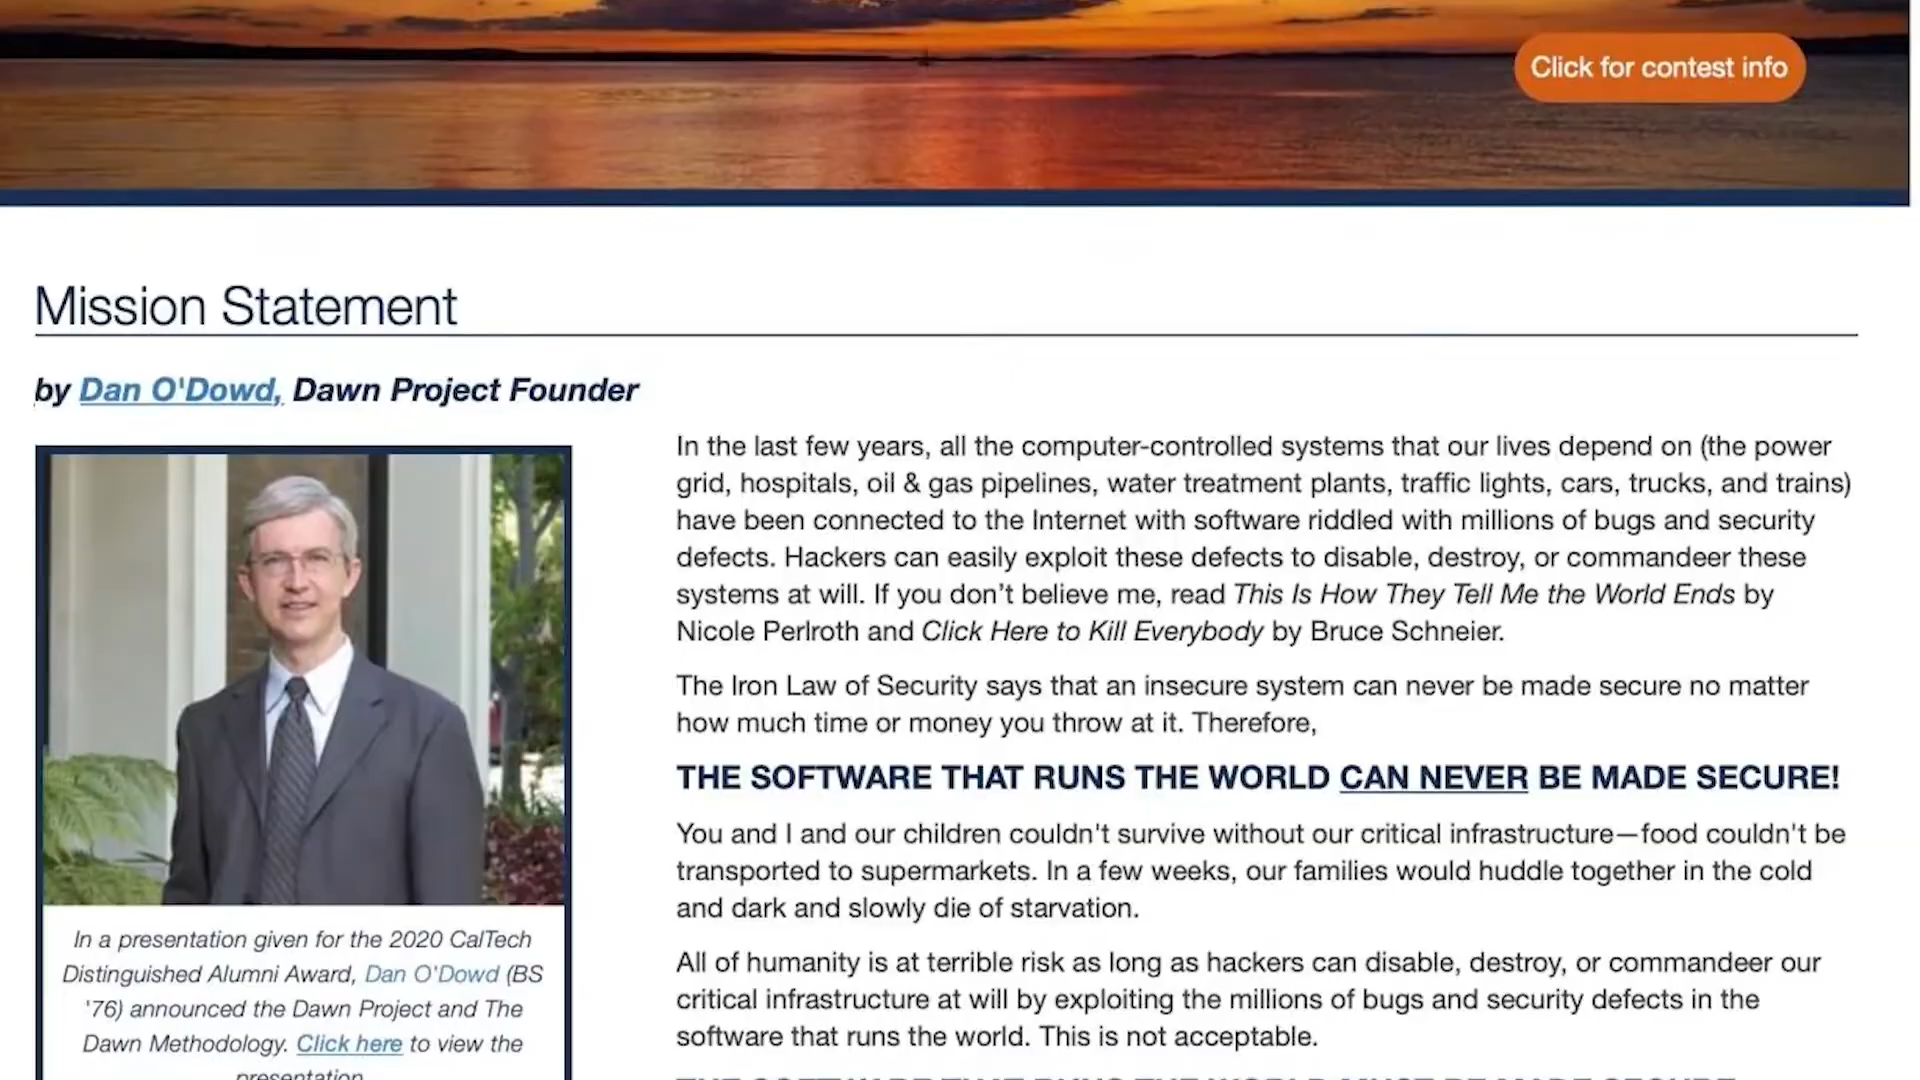 Click for contest info
Mission Statement
by Dan O'Dowd, Dawn Project Founder
In a presentation given for the 2020 CalTech
Distinguished Alumni Award, Dan O'Dowd (BS
'76) announced the Dawn Project and The
Dawn Methodology. Click here to view the
presentation
In the last few years, all the computer-controlled systems that our lives depend on (the power
grid, hospitals, oil & gas pipelines, water treatment plants, traffic lights, cars, trucks, and trains)
have been connected to the Internet with software riddled with millions of bugs and security
defects. Hackers can easily exploit these defects to disable, destroy, or commandeer these
systems at will. If you don’t believe me, read This Is How They Tell Me the World Ends by
Nicole Perlroth and Click Here to Kill Everybody by Bruce Schneier.
The Iron Law of Security says that an insecure system can never be made secure no matter
how much time or money you throw at it. Therefore,
THE SOFTWARE THAT RUNS THE WORLD CAN NEVER BE MADE SECURE!
You and I and our children couldn't survive without our critical infrastructure—food couldn't be
transported to supermarkets. In a few weeks, our families would huddle together in the cold
and dark and slowly die of starvation.
All of humanity is at terrible risk as long as hackers can disable, destroy, or commandeer our
critical infrastructure at will by exploiting the millions of bugs and security defects in the
software that runs the world. This is not acceptable.